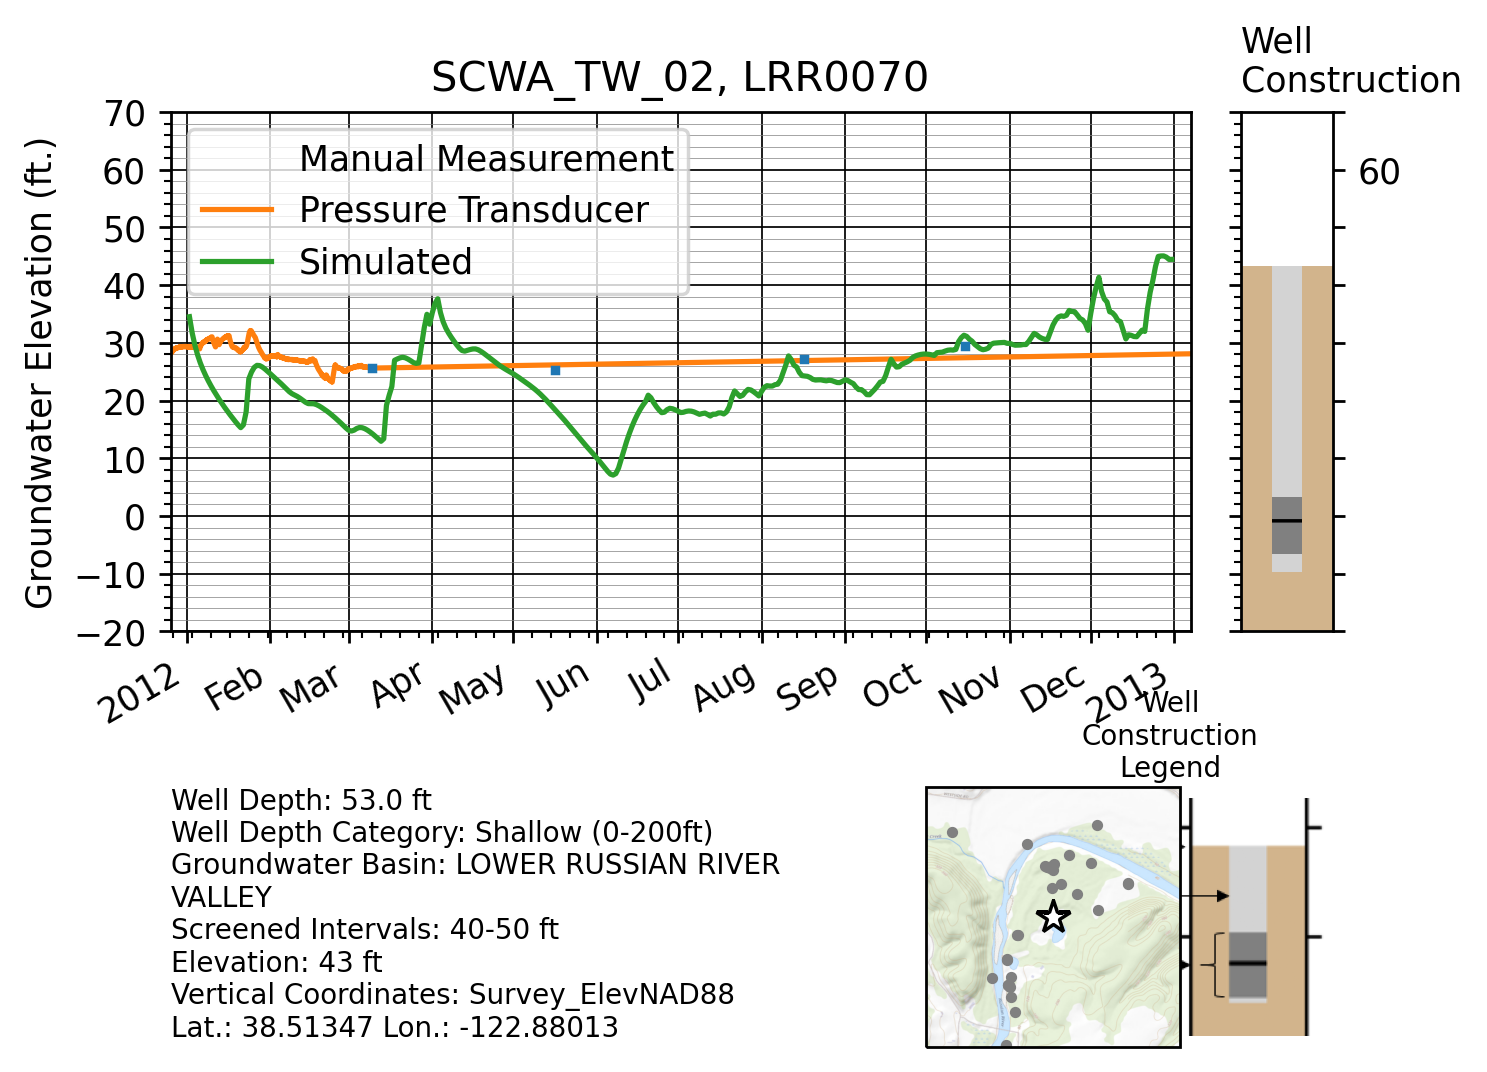 Well
Construction
SCWA_TW_02, LRR0070
Groundwater Elevation (ft.)
70
60
50
40
30
20
10
0
−10
−20
Manual Measurement
Pressure Transducer
Simulated
60
2012
Feb
Mar
Apr
May
Jun
Jul
Aug
Sep
Oct
Nov
Dec
2013
Well
Construction
Legend
Well Depth: 53.0 ft
Well Depth Category: Shallow (0-200ft)
Groundwater Basin: LOWER RUSSIAN RIVER
VALLEY
Screened Intervals: 40-50 ft
Elevation: 43 ft
Vertical Coordinates: Survey_ElevNAD88
Lat.: 38.51347 Lon.: -122.88013